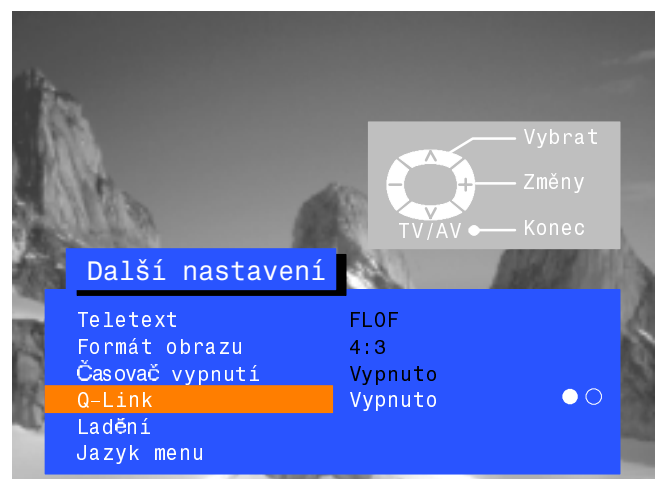 Vybrat
Změny
TV/AV Konec
Další nastavení
Teletext FLOF
Formát obrazu 4:3
Časovač vypnutí Vypnuto
Q-Link Vypnuto
Ladění
Jazyk menu